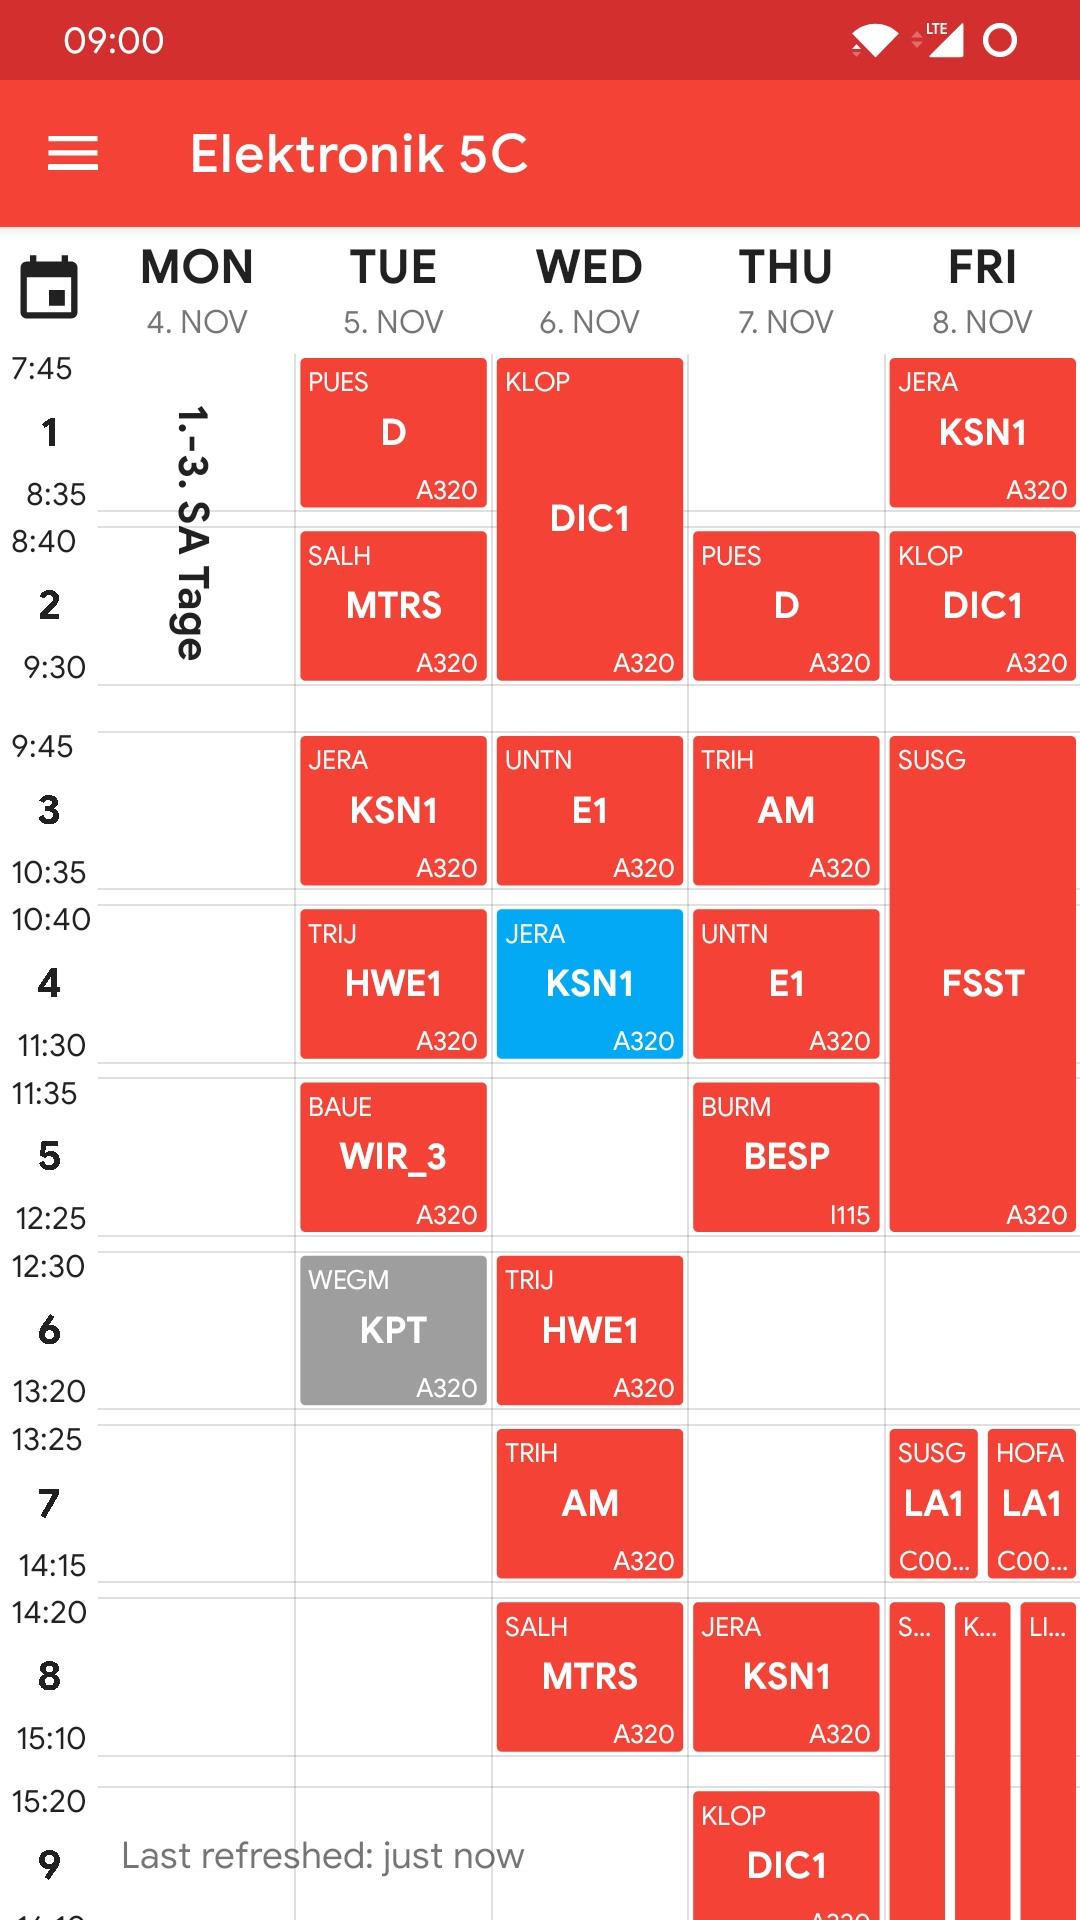 09:00
LTE
Elektronik 5C
MON TUE WED THU FRI
4. NOV 5. NOV 6. NOV 7. NOV 8. NOV
1.-3. SA Tage
7:45
1
8:35
PUES
D
A320
KLOP
DIC1
A320
JERA
KSN1
A320
8:40
2
9:30
SALH
MTRS
A320
PUES
D
A320
KLOP
DIC1
A320
9:45
3
10:35
JERA
KSN1
A320
UNTN
E1
A320
TRIH
AM
A320
SUSG
FSST
A320
10:40
4
11:30
TRIJ
HWE1
A320
JERA
KSN1
A320
UNTN
E1
A320
11:35
5
12:25
BAUE
WIR_3
A320
BURM
BESP
I115
12:30
6
13:20
WEGM
KPT
A320
TRIJ
HWE1
A320
13:25
7
14:15
TRIH
AM
A320
SUSG
LA1
C00...
HOFA
LA1
C00...
14:20
8
15:10
SALH
MTRS
A320
JERA
KSN1
A320
S...
K...
LI...
15:20
9
KLOP
DIC1
Last refreshed: just now